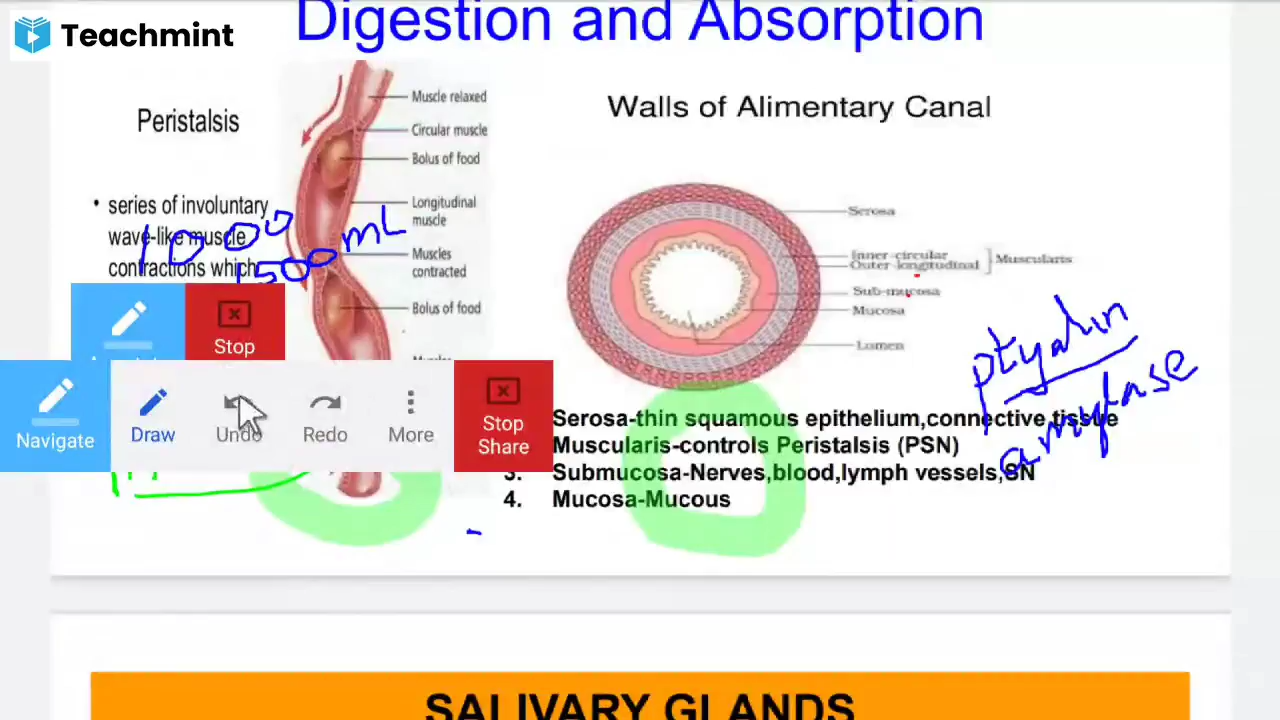 Digestion and Absorption
Teachmint
Peristalsis
• series of involuntary
wave-like muscle
contractions which
1000
1500mL
Muscle relaxed
Circular muscle
Bolus of food
Longitudinal
muscle
Muscles
contracted
Bolus of food
Walls of Alimentary Canal
Serosa
Inner-circular
Outer-longitudinal
Muscularis
Sub-mucosa
Mucosa
Lumen
ptyalin
amylase
Serosa-thin squamous epithelium,connective tissue
Muscularis-controls Peristalsis (PSN)
3. Submucosa-Nerves,blood,lymph vessels,SN
4. Mucosa-Mucous
Stop
Navigate
Draw
Undo
Redo
More
Stop
Share
SALIVARY GLANDS